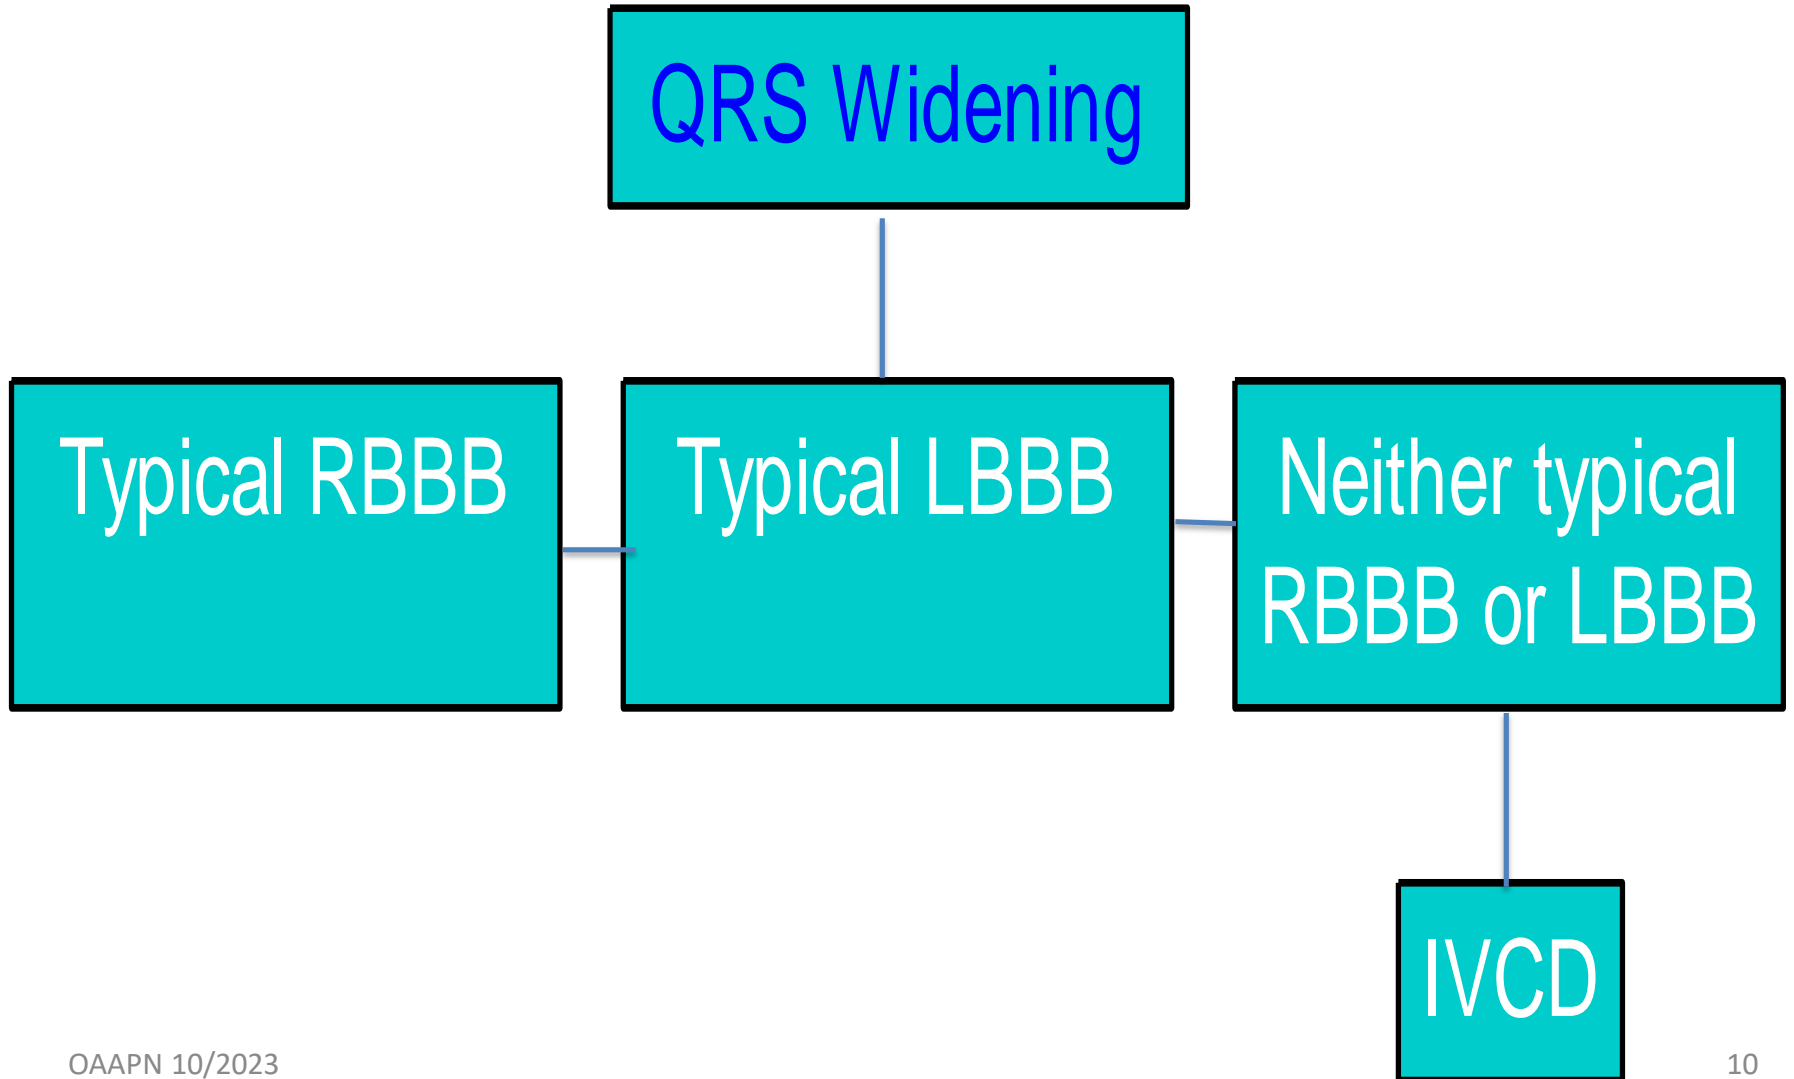 QRS Widening
Typical RBBB
Typical LBBB
Neither typical
RBBB or LBBB
IVCD
OAAPN 10/2023
10